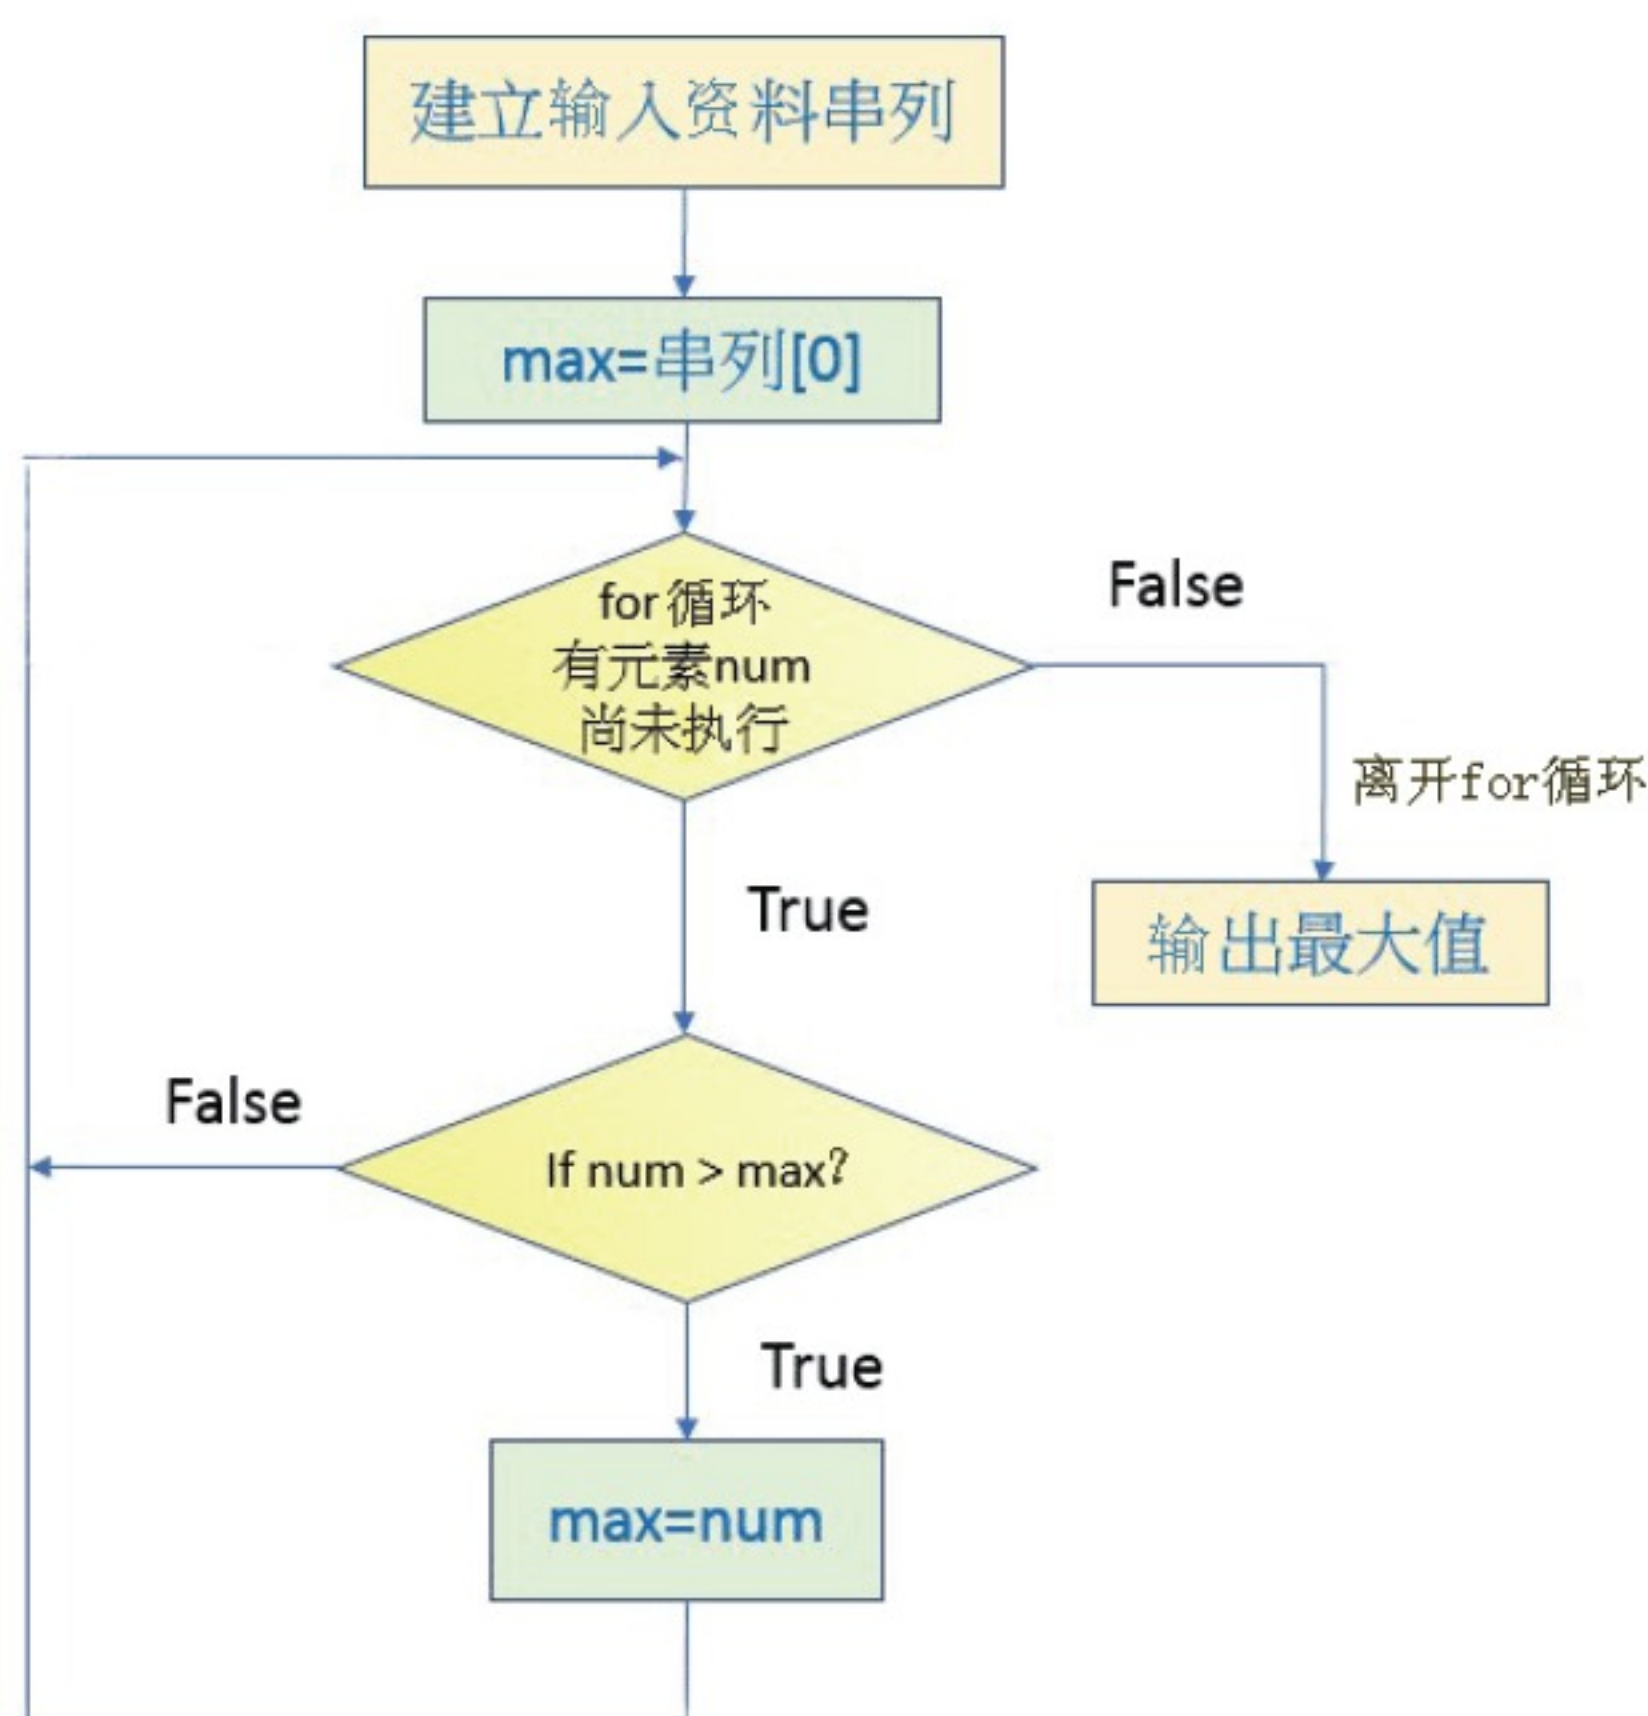 建立输入资料串列
max=串列[0]
for循环
有元素num
尚未执行
False
离开for循环
True
输出最大值
False
If num > max?
True
max=num